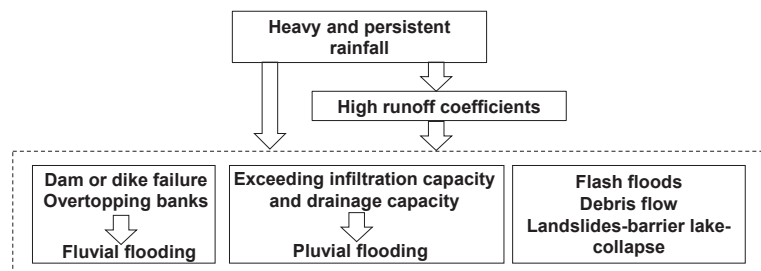 Heavy and persistent
rainfall
High runoff coefficients
Dam or dike failure
Overtopping banks
Fluvial flooding
Exceeding infiltration capacity
and drainage capacity
Pluvial flooding
Flash floods
Debris flow
Landslides-barrier lake-
collapse